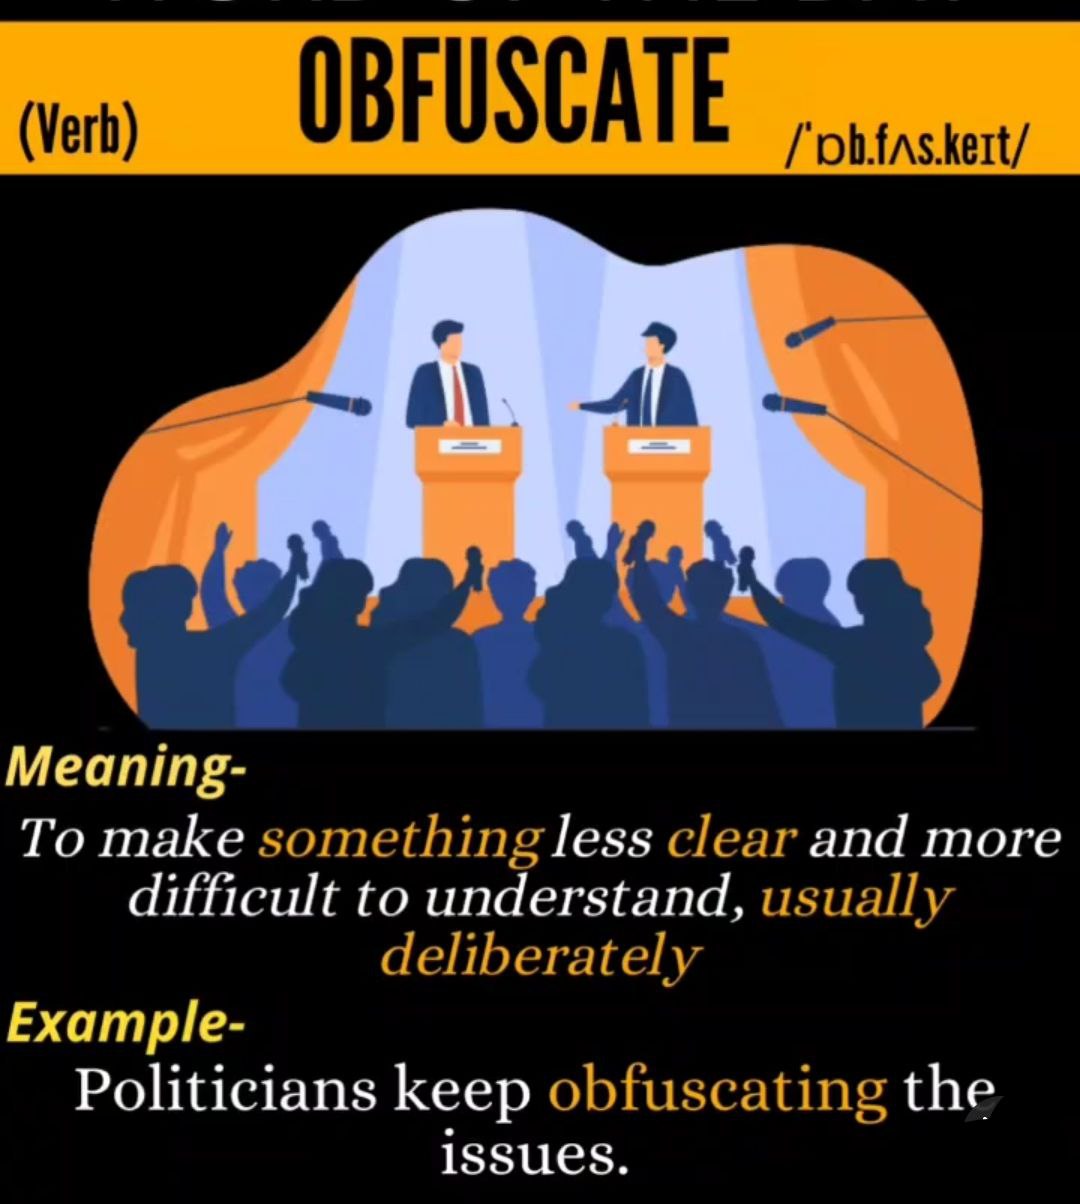 OBFUSCATE
(Verb)
/ˈɒb.fʌs.keɪt/
Meaning-
To make something less clear and more
difficult to understand, usually
deliberately
Example-
Politicians keep obfuscating the
issues.